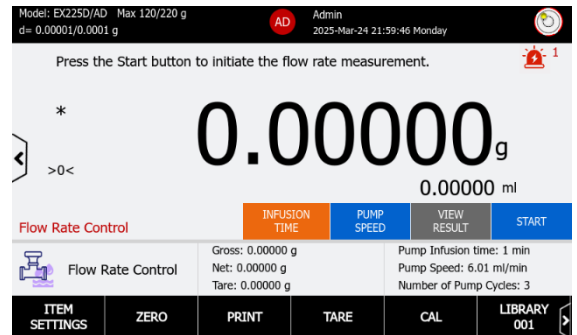 Model: EX225D/AD Max 120/220 g
d= 0.00001/0.0001 g
AD
Admin
2025-Mar-24 21:59:46 Monday
Press the Start button to initiate the flow rate measurement.
1
*
0.00000 g
>0<
0.00000 ml
Flow Rate Control
INFUSION
TIME
PUMP
SPEED
VIEW
RESULT
START
Flow Rate Control
Gross: 0.00000 g
Net: 0.00000 g
Tare: 0.00000 g
Pump Infusion time: 1 min
Pump Speed: 6.01 ml/min
Number of Pump Cycles: 3
ITEM
SETTINGS
ZERO
PRINT
TARE
CAL
LIBRARY
001